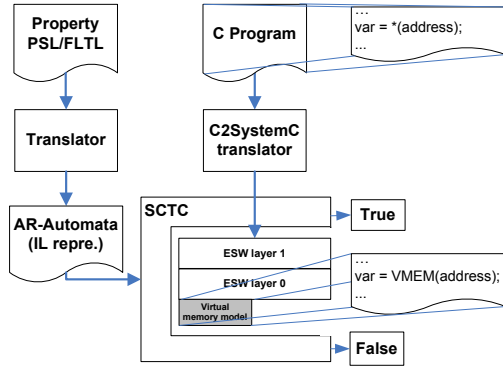 Property
PSL/FLTL
C Program
...
var = *(address);
...
Translator
C2SystemC
translator
AR-Automata
(IL repre.)
SCTC
True
ESW layer 1
ESW layer 0
Virtual
memory model
...
var = VMEM(address);
...
False